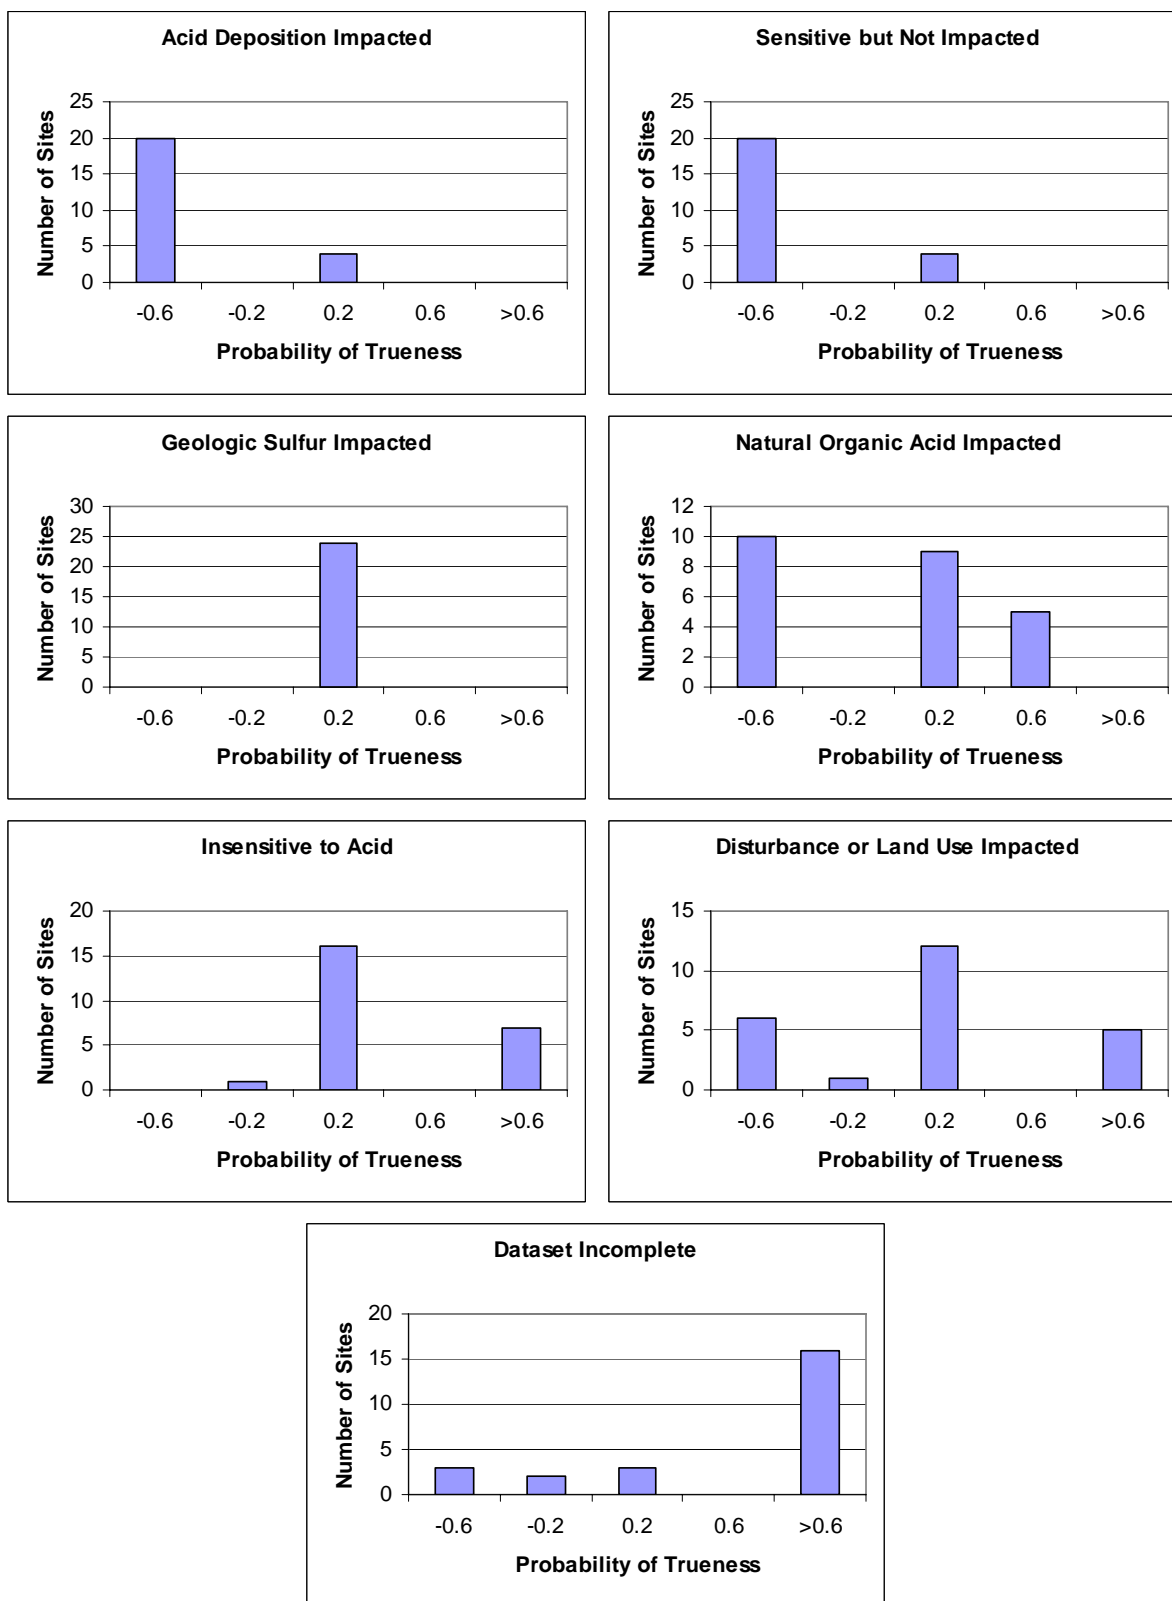 Acid Deposition Impacted
Number of Sites
25
20
15
10
5
0
-0.6 -0.2 0.2 0.6 >0.6
Probability of Trueness
Sensitive but Not Impacted
Number of Sites
25
20
15
10
5
0
-0.6 -0.2 0.2 0.6 >0.6
Probability of Trueness
Geologic Sulfur Impacted
Number of Sites
30
25
20
15
10
5
0
-0.6 -0.2 0.2 0.6 >0.6
Probability of Trueness
Natural Organic Acid Impacted
Number of Sites
12
10
8
6
4
2
0
-0.6 -0.2 0.2 0.6 >0.6
Probability of Trueness
Insensitive to Acid
Number of Sites
20
15
10
5
0
-0.6 -0.2 0.2 0.6 >0.6
Probability of Trueness
Disturbance or Land Use Impacted
Number of Sites
15
10
5
0
-0.6 -0.2 0.2 0.6 >0.6
Probability of Trueness
Dataset Incomplete
Number of Sites
20
15
10
5
0
-0.6 -0.2 0.2 0.6 >0.6
Probability of Trueness